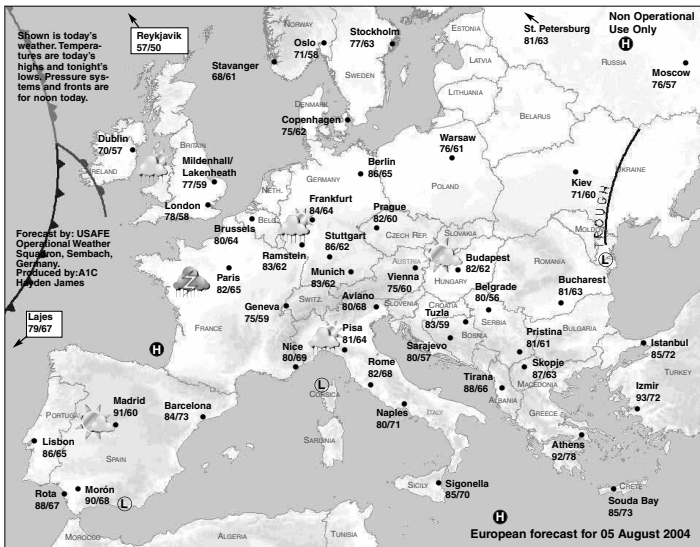 Shown is today's
weather. Tempera-
tures are today's
highs and tonight's
lows. Pressure sys-
tems and fronts are
for noon today.
Reykjavik
57/50
NORWAY
Oslo
71/58
Stockholm
77/63
ESTONIA
St. Petersburg
81/63
Non Operational
Use Only
H
RUSSIA
Moscow
76/57
Stavanger
68/61
SWEDEN
LATVIA
LITHUANIA
DENMARK
Copenhagen
75/62
BELARUS
Dublin
70/57
IRELAND
BRITAIN
Mildenhall/
Lakenheath
77/59
London
78/58
NETH.
Berlin
86/65
GERMANY
Warsaw
76/61
POLAND
Kiev
71/60
UKRAINE
TROUGH
Forecast by: USAFE
Operational Weather
Squadron, Sembach,
Germany.
Produced by:A1C
Hayden James
Brussels
80/64
BELG.
Frankfurt
84/64
Prague
82/60
CZECH REP.
SLOVAKIA
Ramstein
83/62
Stuttgart
86/62
Munich
83/62
AUSTRIA
Vienna
75/60
Budapest
82/62
HUNGARY
MOLDOVA
L
ROMANIA
Paris
82/65
Geneva
75/59
SWITZ.
Aviano
80/68
SLOVENIA
CROATIA
Belgrade
80/56
Bucharest
81/63
Lajes
79/67
FRANCE
H
Nice
80/69
Pisa
81/64
Tuzla
83/59
BOSNIA
SERBIA
Sarajevo
80/57
Pristina
81/61
BULGARIA
Istanbul
85/72
Rome
82/68
L
CORSICA
Skopje
87/63
MACEDONIA
Tirana
88/66
ALBANIA
TURKEY
Izmir
93/72
PORTUGAL
Madrid
91/60
Barcelona
84/73
Naples
80/71
ITALY
GREECE
Athens
92/78
Lisbon
86/65
SPAIN
SARDINIA
Rota
88/67
Morón
90/68
L
SICILY
Sigonella
85/70
CRETE
Souda Bay
85/73
H
MOROCCO
ALGERIA
TUNISIA
European forecast for 05 August 2004